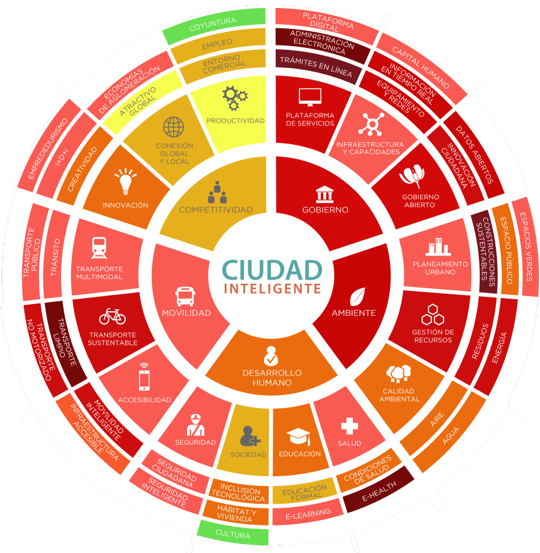 COYUNTURA
EMPLEO
ENTORNO
COMERCIAL
PRODUCTIVIDAD
PLATAFORMA
DIGITAL
ADMINISTRACIÓN
ELECTRÓNICA
TRÁMITES EN LÍNEA
PLATAFORMA
DE SERVICIOS
CAPITAL HUMANO
INFORMACIÓN
EN TIEMPO REAL
EQUIPAMIENTO
Y REDES
INFRAESTRUCTURA
Y CAPACIDADES
DATOS ABIERTOS
INNOVACIÓN
CIUDADANA
GOBIERNO
ABIERTO
ECONOMÍAS
DE AGLOMERACIÓN
ATRACTIVO
GLOBAL
CONEXIÓN
GLOBAL
Y LOCAL
EMPREDEDURISMO
I+D+I
CREATIVIDAD
INNOVACIÓN
COMPETITIVIDAD
GOBIERNO
CIUDAD
INTELIGENTE
MOVILIDAD
AMBIENTE
DESARROLLO
HUMANO
TRANSPORTE
PÚBLICO
TRÁNSITO
TRANSPORTE
MULTIMODAL
ESPACIOS VERDES
ESPACIO PÚBLICO
CONSTRUCCIONES
SUSTENTABLES
PLANEAMIENTO
URBANO
TRANSPORTE
NO MOTORIZADO
TRANSPORTE
LIMPIO
TRANSPORTE
SUSTENTABLE
ENERGÍA
RESIDUOS
GESTIÓN DE
RECURSOS
INFRAESTRUCTURA
ACCESIBLE
MOVILIDAD
INTELIGENTE
ACCESIBILIDAD
CALIDAD
AMBIENTAL
AIRE
AGUA
SEGURIDAD
SEGURIDAD
CIUDADANA
SEGURIDAD
INTELIGENTE
SOCIEDAD
INCLUSIÓN
TECNOLÓGICA
HÁBITAT Y
VIVIENDA
CULTURA
EDUCACIÓN
EDUCACIÓN
FORMAL
E-LEARNING
SALUD
CONDICIONES
DE SALUD
E-HEALTH